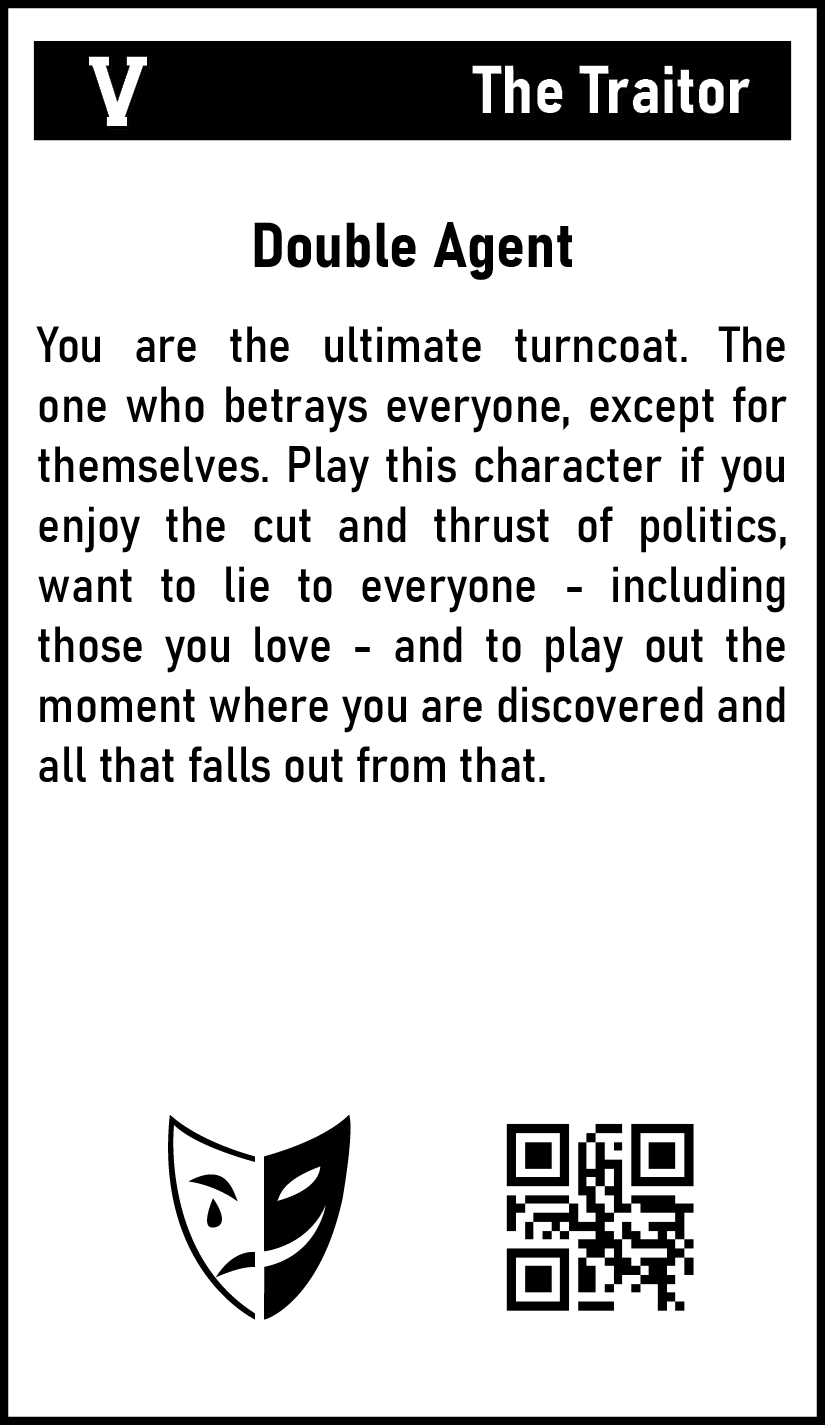 V
The Traitor
Double Agent
You are the ultimate turncoat. The
one who betrays everyone, except for
themselves. Play this character if you
enjoy the cut and thrust of politics,
want to lie to everyone - including
those you love - and to play out the
moment where you are discovered and
all that falls out from that.